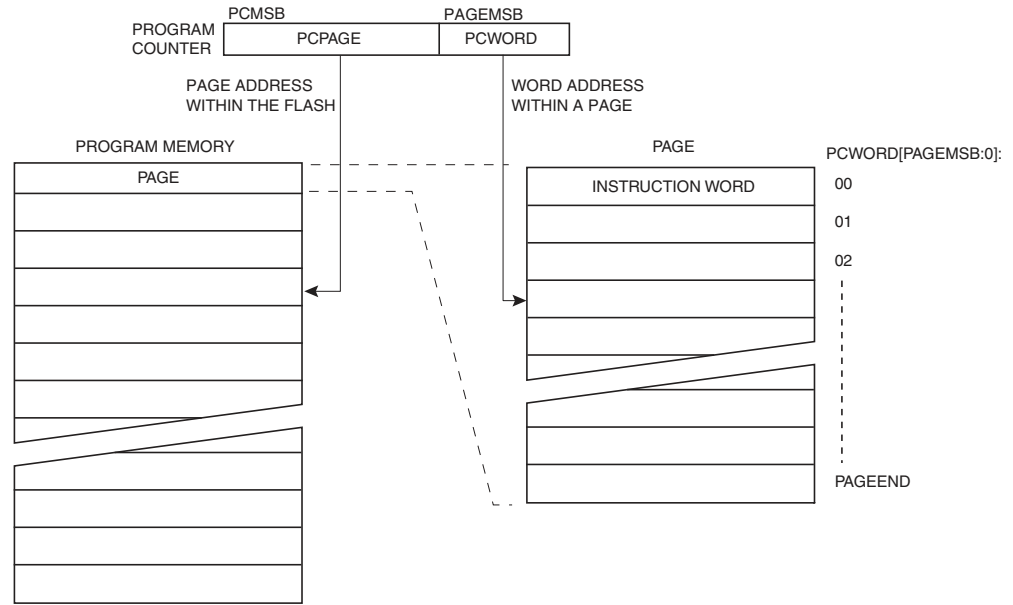 PCMSB PAGEMSB
PROGRAM
COUNTER
PCPAGE PCWORD
PAGE ADDRESS
WITHIN THE FLASH
WORD ADDRESS
WITHIN A PAGE
PROGRAM MEMORY
PAGE
PAGE
INSTRUCTION WORD
PCWORD[PAGEMSB:0]:
00
01
02
PAGEEND